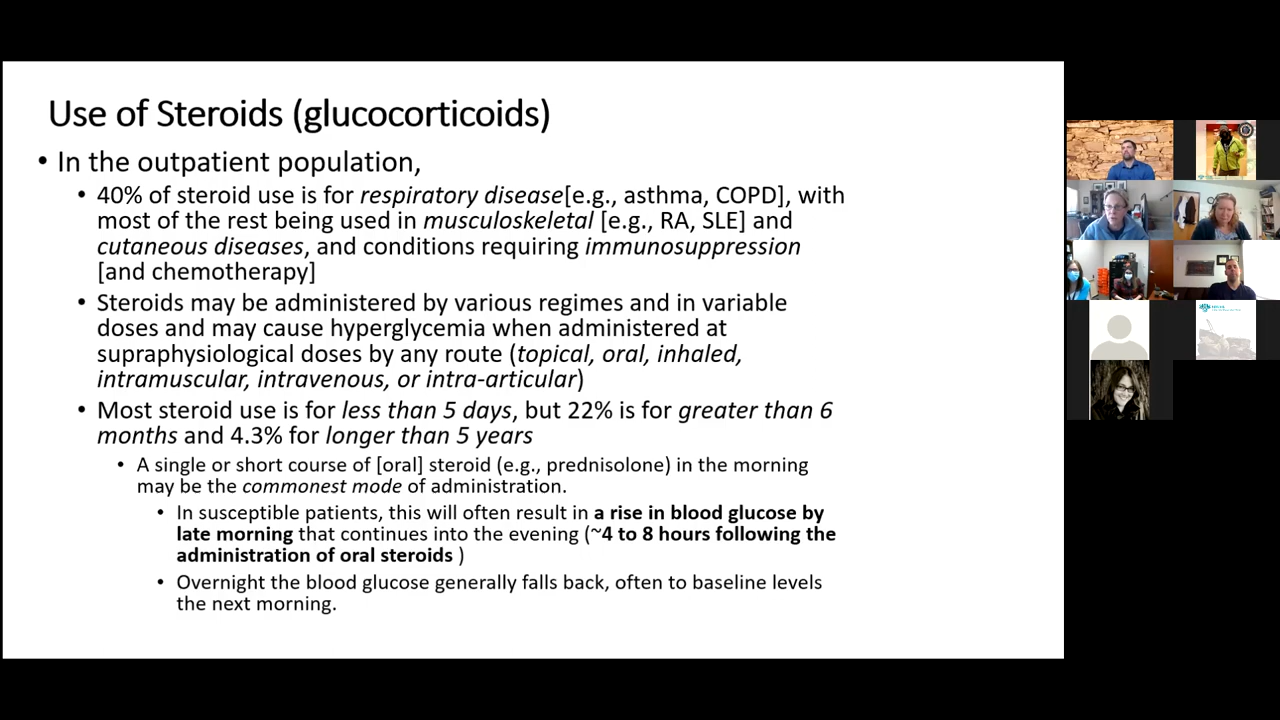 Use of Steroids (glucocorticoids)
• In the outpatient population,
• 40% of steroid use is for respiratory disease[e.g., asthma, COPD], with
most of the rest being used in musculoskeletal [e.g., RA, SLE] and
cutaneous diseases, and conditions requiring immunosuppression
[and chemotherapy]
• Steroids may be administered by various regimes and in variable
doses and may cause hyperglycemia when administered at
supraphysiological doses by any route (topical, oral, inhaled,
intramuscular, intravenous, or intra-articular)
• Most steroid use is for less than 5 days, but 22% is for greater than 6
months and 4.3% for longer than 5 years
• A single or short course of [oral] steroid (e.g., prednisolone) in the morning
may be the commonest mode of administration.
• In susceptible patients, this will often result in a rise in blood glucose by
late morning that continues into the evening (~4 to 8 hours following the
administration of oral steroids )
• Overnight the blood glucose generally falls back, often to baseline levels
the next morning.